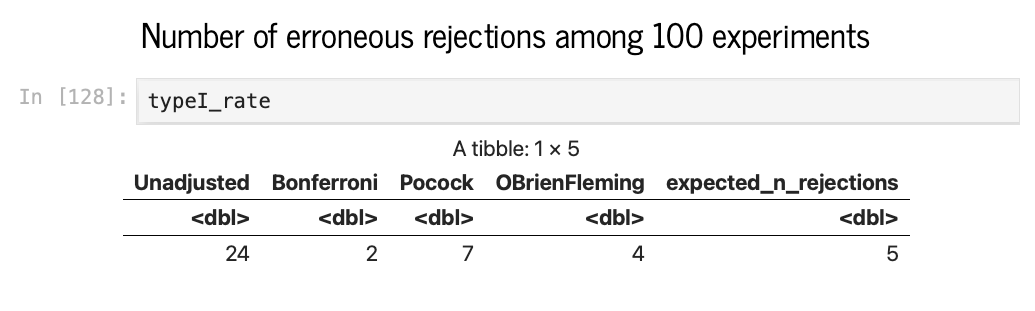 Number of erroneous rejections among 100 experiments
In [128]: typeI_rate
A tibble: 1 × 5
Unadjusted Bonferroni Pocock OBrienFleming expected_n_rejections
<dbl> <dbl> <dbl> <dbl> <dbl>
24 2 7 4 5